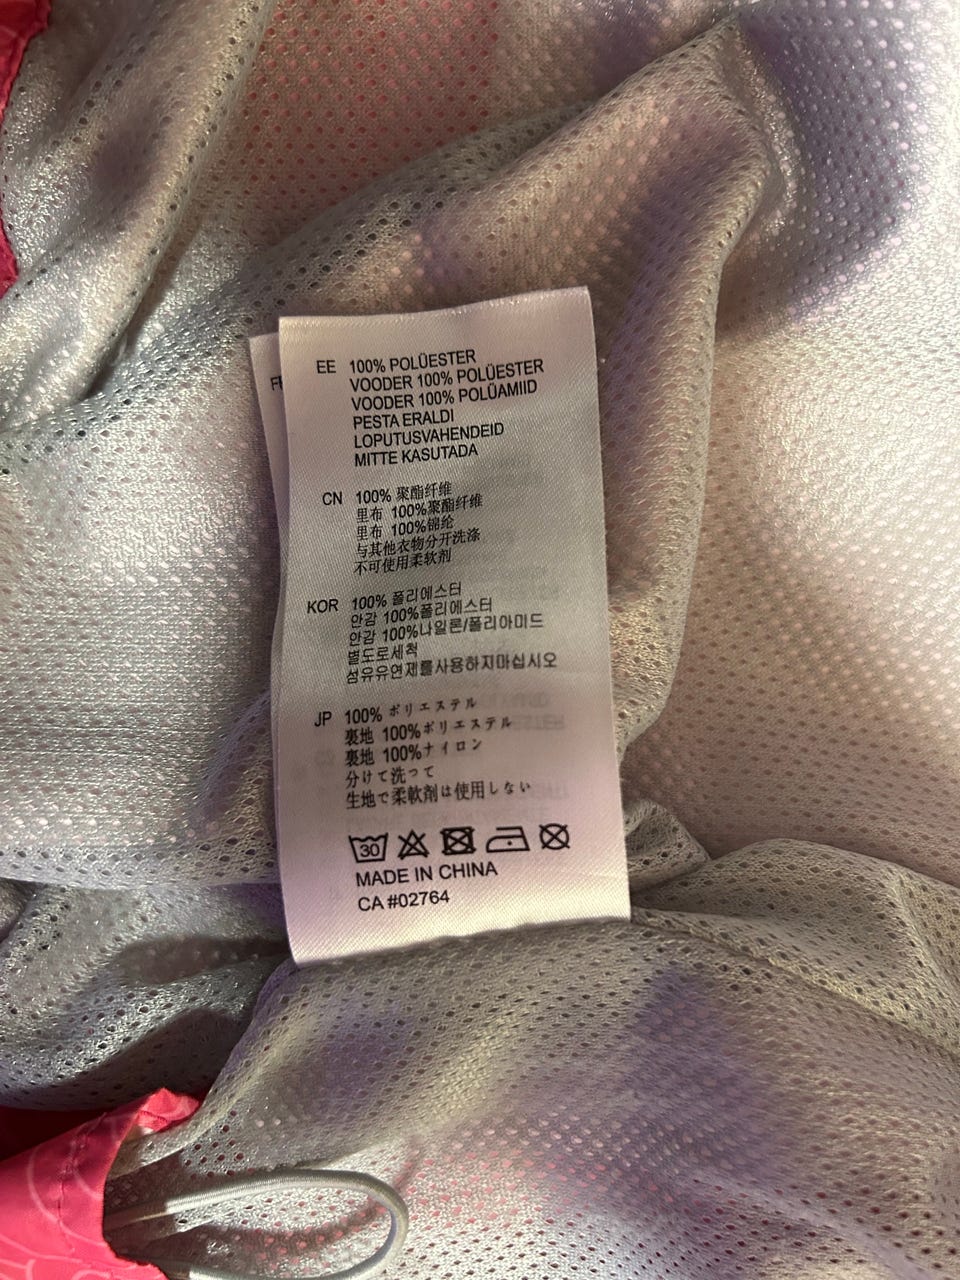 EE 100% POLÜESTER
VOODER 100% POLÜESTER
VOODER 100% POLÜAMIID
PESTA ERALDI
LOPUTUSVAHENDEID
MITTE KASUTADA
CN 100% 聚酯纤维
里布 100%聚酯纤维
里布 100%锦纶
与其他衣物分开洗涤
不可使用柔软剂
KOR 100% 폴리에스터
안감 100%폴리에스터
안감 100%나일론/폴리아미드
별도로세척
섬유유연제를사용하지마십시오
JP 100% ポリエステル
裏地 100%ポリエステル
裏地 100%ナイロン
分けて洗って
生地で柔軟剤は使用しない
30
MADE IN CHINA
CA #02764